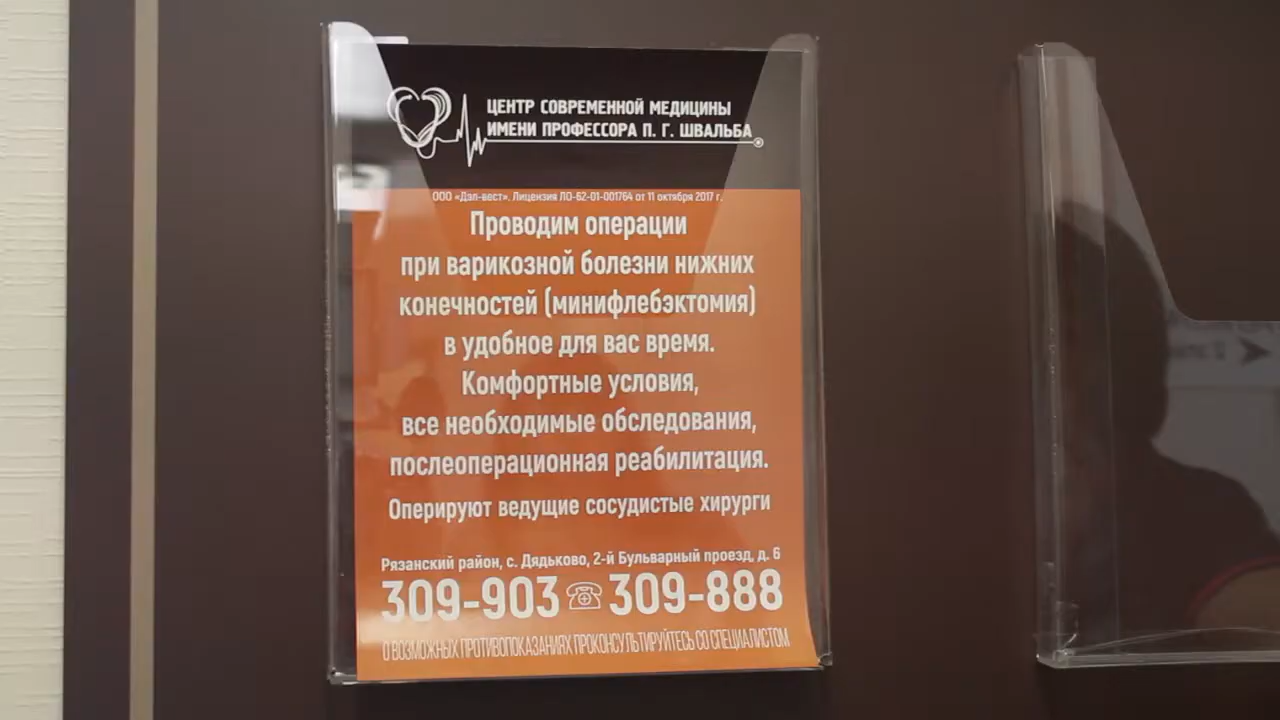 ЦЕНТР СОВРЕМЕННОЙ МЕДИЦИНЫ
ИМЕНИ ПРОФЕССОРА П. Г. ШВАЛЬБА
ООО «Дэл-вест». Лицензия ЛО-62-01-001764 от 11 октября 2017 г.
Проводим операции
при варикозной болезни нижних
конечностей (минифлебэктомия)
в удобное для вас время.
Комфортные условия,
все необходимые обследования,
послеоперационная реабилитация.
Оперируют ведущие сосудистые хирурги
Рязанский район, с. Дядьково, 2-й Бульварный проезд, д. 6
309-903 309-888
О ВОЗМОЖНЫХ ПРОТИВОПОКАЗАНИЯХ ПРОКОНСУЛЬТИРУЙТЕСЬ СО СПЕЦИАЛИСТОМ